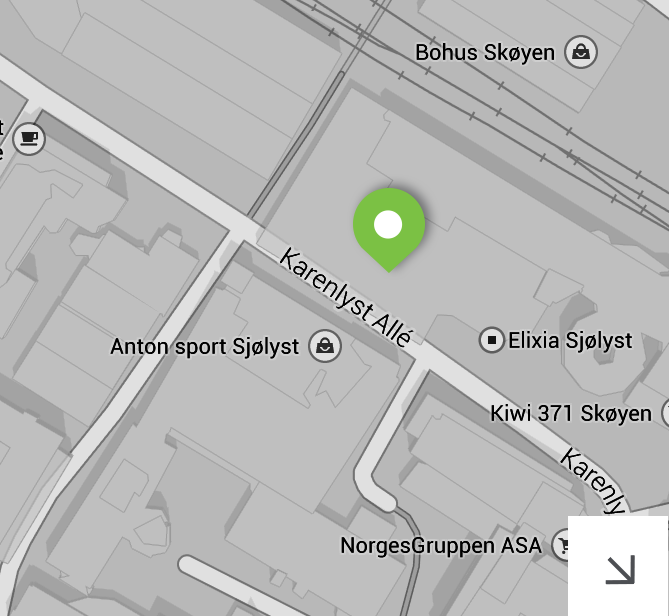 Bohus Skøyen
Karenlyst Allé
Anton sport Sjølyst
Elixia Sjølyst
Kiwi 371 Skøyen
Karenly
NorgesGruppen ASA